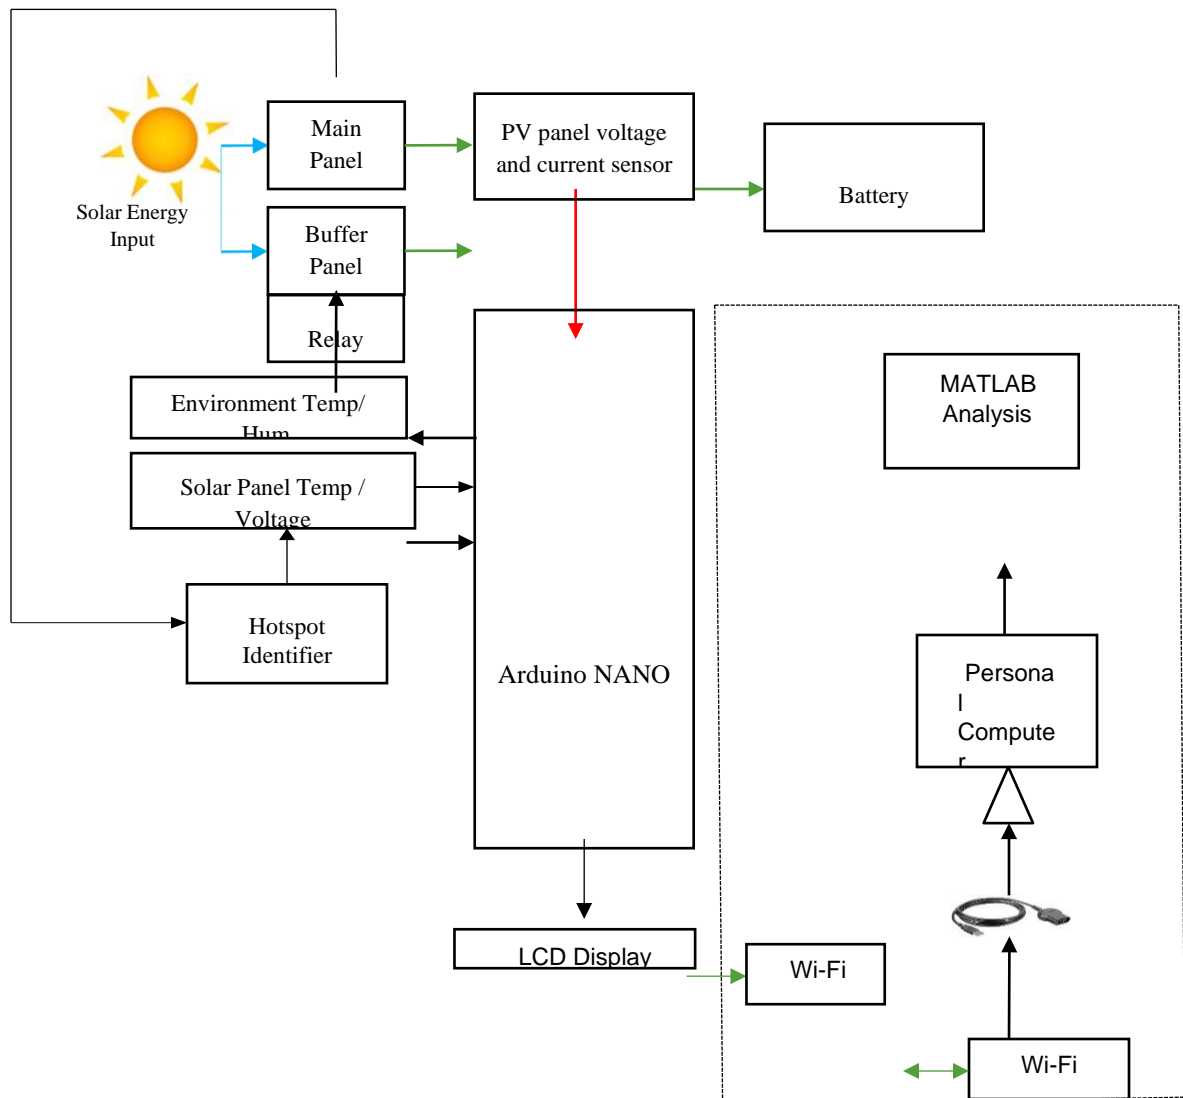 Main
Panel
PV panel voltage
and current sensor
Battery
Solar Energy
Input
Buffer
Panel
Relay
Environment Temp/
Hum
Solar Panel Temp /
Voltage
Hotspot
Identifier
Arduino NANO
MATLAB
Analysis
Persona
l
Compute
r
LCD Display
Wi-Fi
Wi-Fi